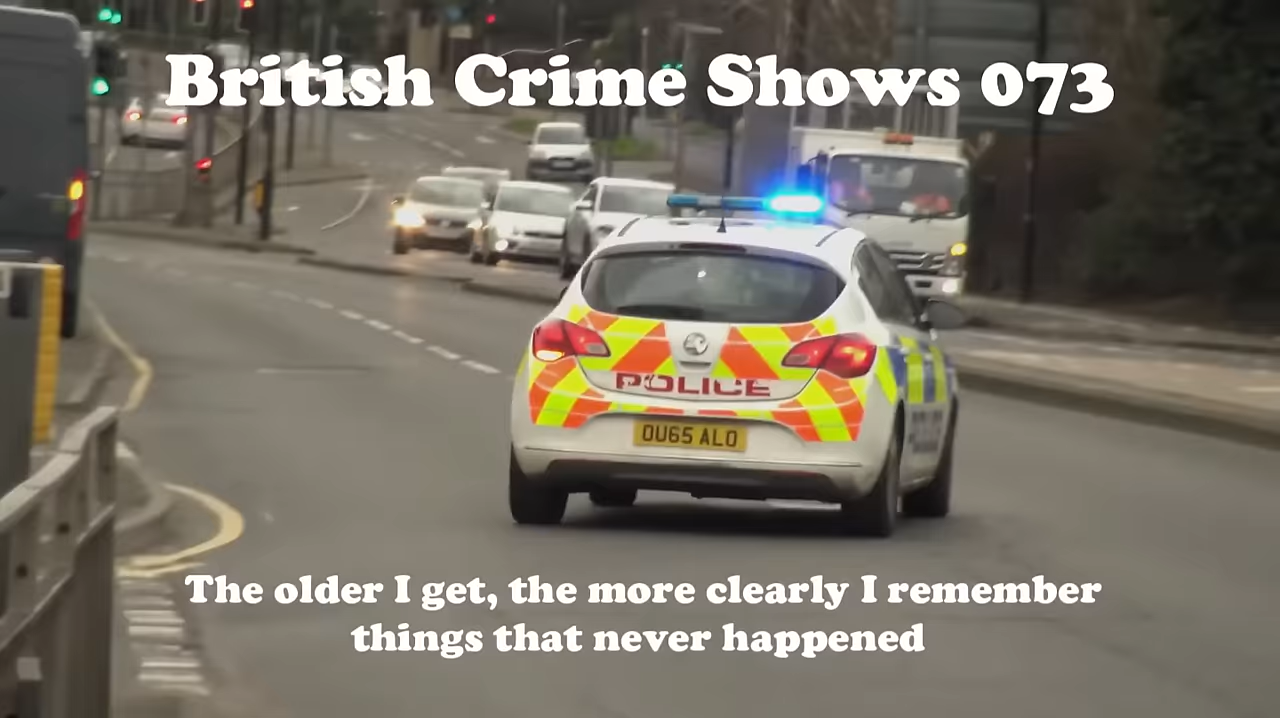 British Crime Shows 073
POLICE
OU65 ALO
The older I get, the more clearly I remember
things that never happened